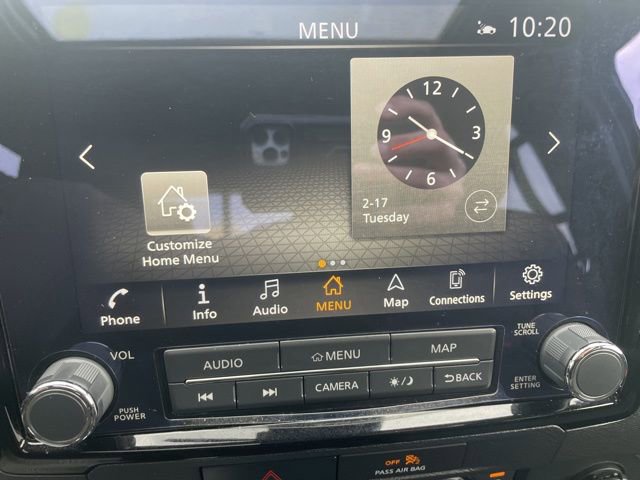 MENU 10:20
12
9 3
6
2-17
Tuesday
Customize
Home Menu
Phone Info Audio MENU Map Connections Settings
VOL TUNE
SCROLL
AUDIO MENU MAP
CAMERA BACK
PUSH
POWER
ENTER
SETTING
OFF
PASS AIR BAG